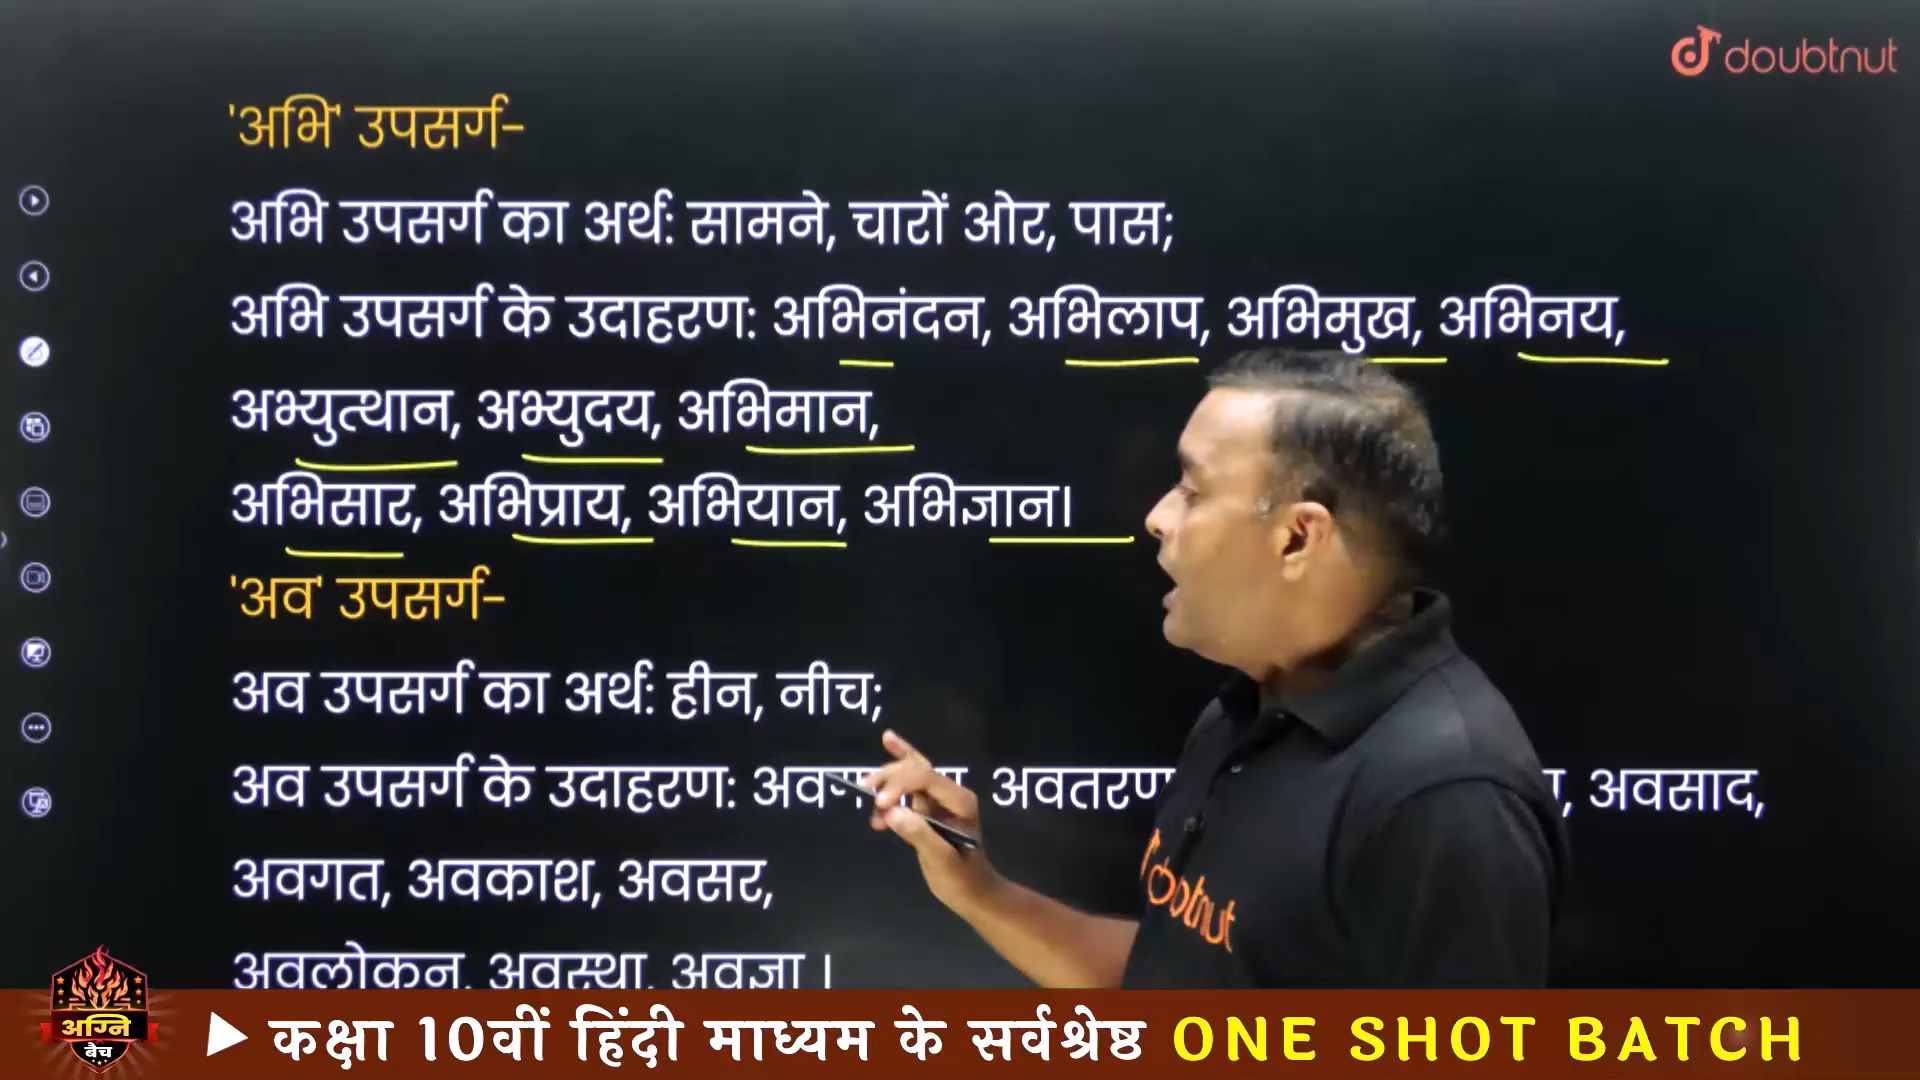 doubtnut
'अभि' उपसर्ग-
अभि उपसर्ग का अर्थ: सामने, चारों ओर, पास;
अभि उपसर्ग के उदाहरण: अभिनंदन, अभिलाप, अभिमुख, अभिनय,
अभ्युत्थान, अभ्युदय, अभिमान,
अभिसार, अभिप्राय, अभियान, अभिज्ञान।
'अव' उपसर्ग-
अव उपसर्ग का अर्थ: हीन, नीच;
अव उपसर्ग के उदाहरण: अवतरण अवसाद,
अवगत, अवकाश, अवसर,
अवलोकन, अवस्था, अवज्ञा ।
doubtnut
अग्नि
बैच
कक्षा 10वीं हिंदी माध्यम के सर्वश्रेष्ठ ONE SHOT BATCH